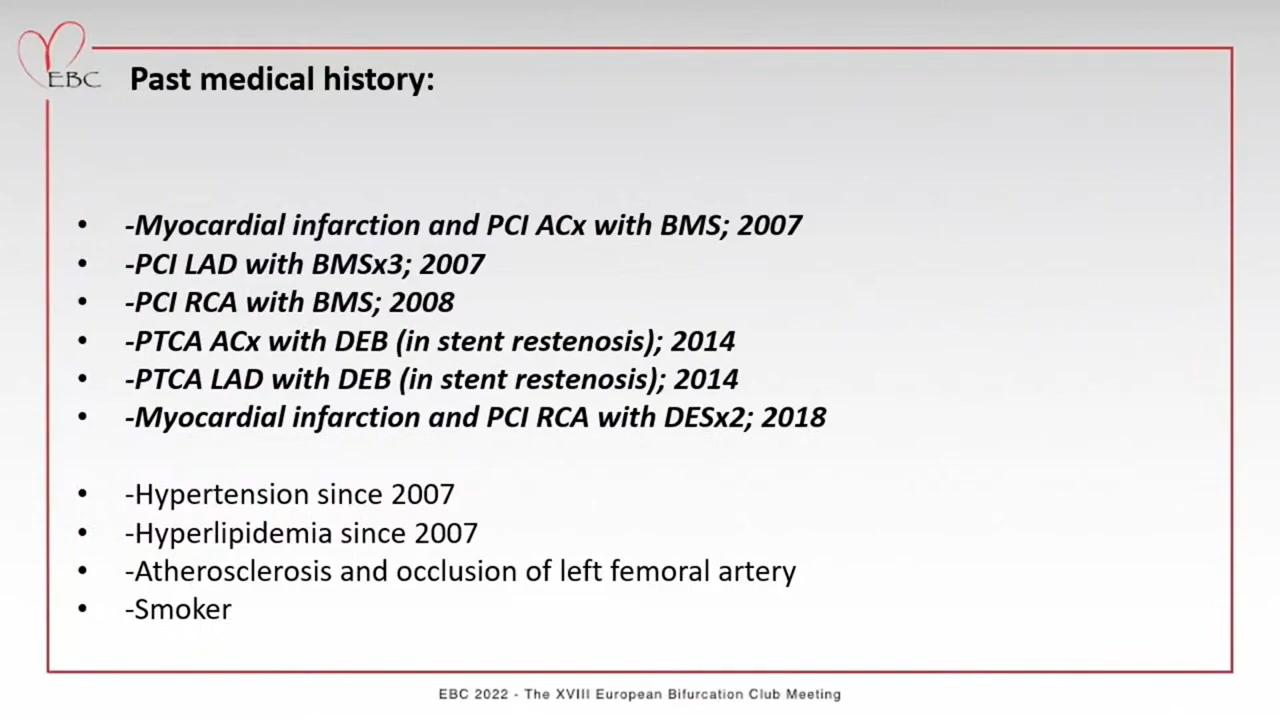 EBC
Past medical history:
• -Myocardial infarction and PCI ACx with BMS; 2007
• -PCI LAD with BMSx3; 2007
• -PCI RCA with BMS; 2008
• -PTCA ACx with DEB (in stent restenosis); 2014
• -PTCA LAD with DEB (in stent restenosis); 2014
• -Myocardial infarction and PCI RCA with DESx2; 2018
• -Hypertension since 2007
• -Hyperlipidemia since 2007
• -Atherosclerosis and occlusion of left femoral artery
• -Smoker
EBC 2022 - The XVIII European Bifurcation Club Meeting